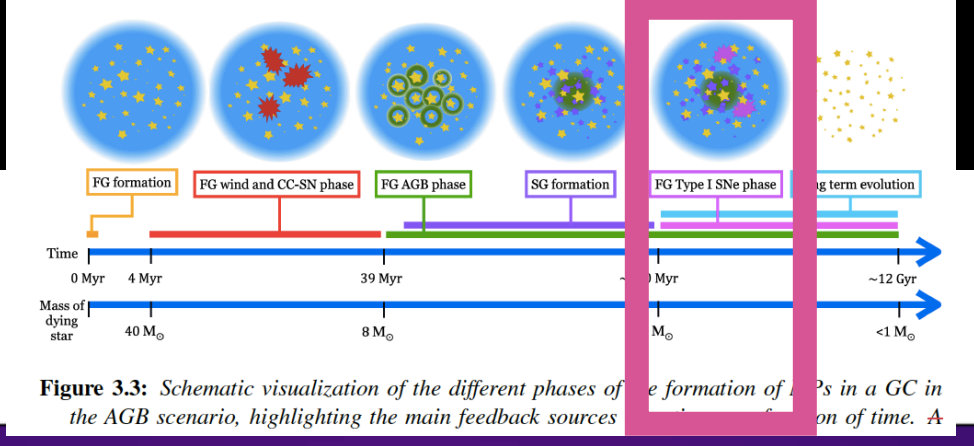 FG formation
FG wind and CC-SN phase
FG AGB phase
SG formation
FG Type I SNe phase
term evolution
Time
0 Myr 4 Myr 39 Myr Myr ~12 Gyr
Mass of
dying
star
40 M☉ 8 M☉ M☉ <1 M☉
Figure 3.3: Schematic visualization of the different phases of formation of in a GC in
the AGB scenario, highlighting the main feedback sources of time. A